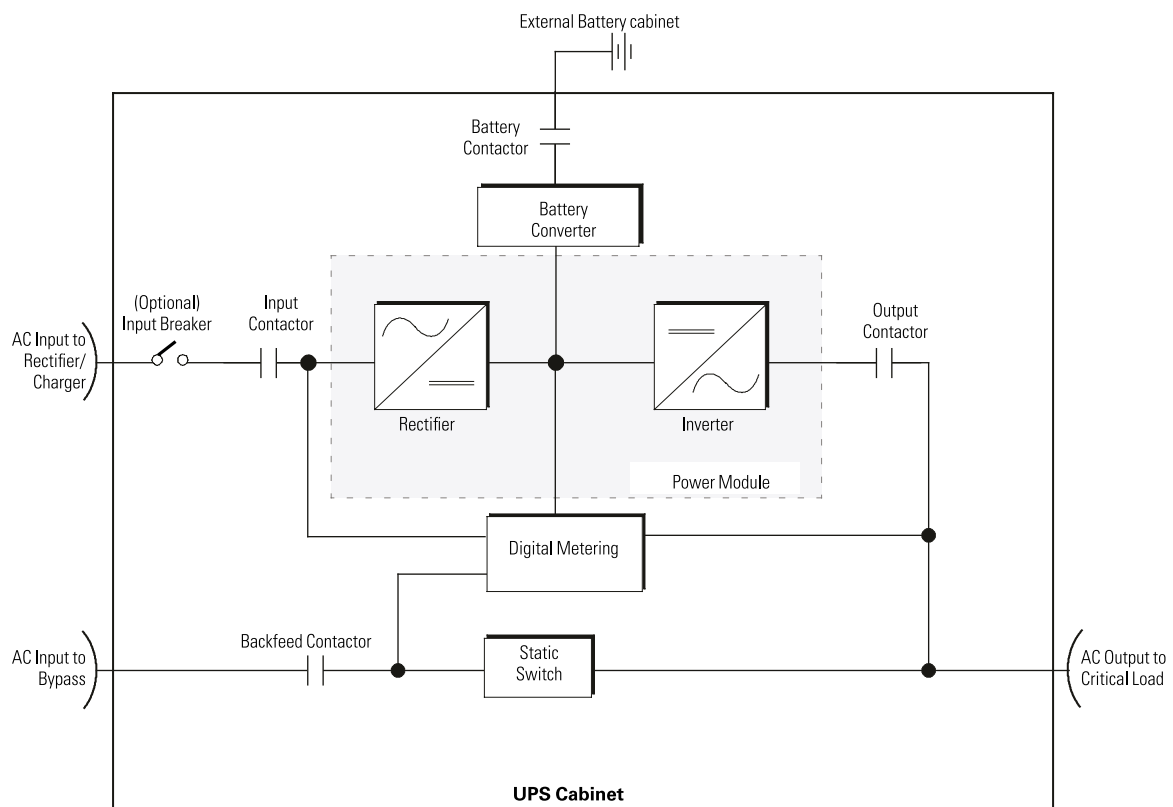 External Battery cabinet
Battery
Contactor
Battery
Converter
(Optional)
Input Breaker
Input
Contactor
Output
Contactor
AC Input to
Rectifier/
Charger
Rectifier
Inverter
Power Module
Digital Metering
Backfeed Contactor
AC Input to
Bypass
Static
Switch
AC Output to
Critical Load
UPS Cabinet